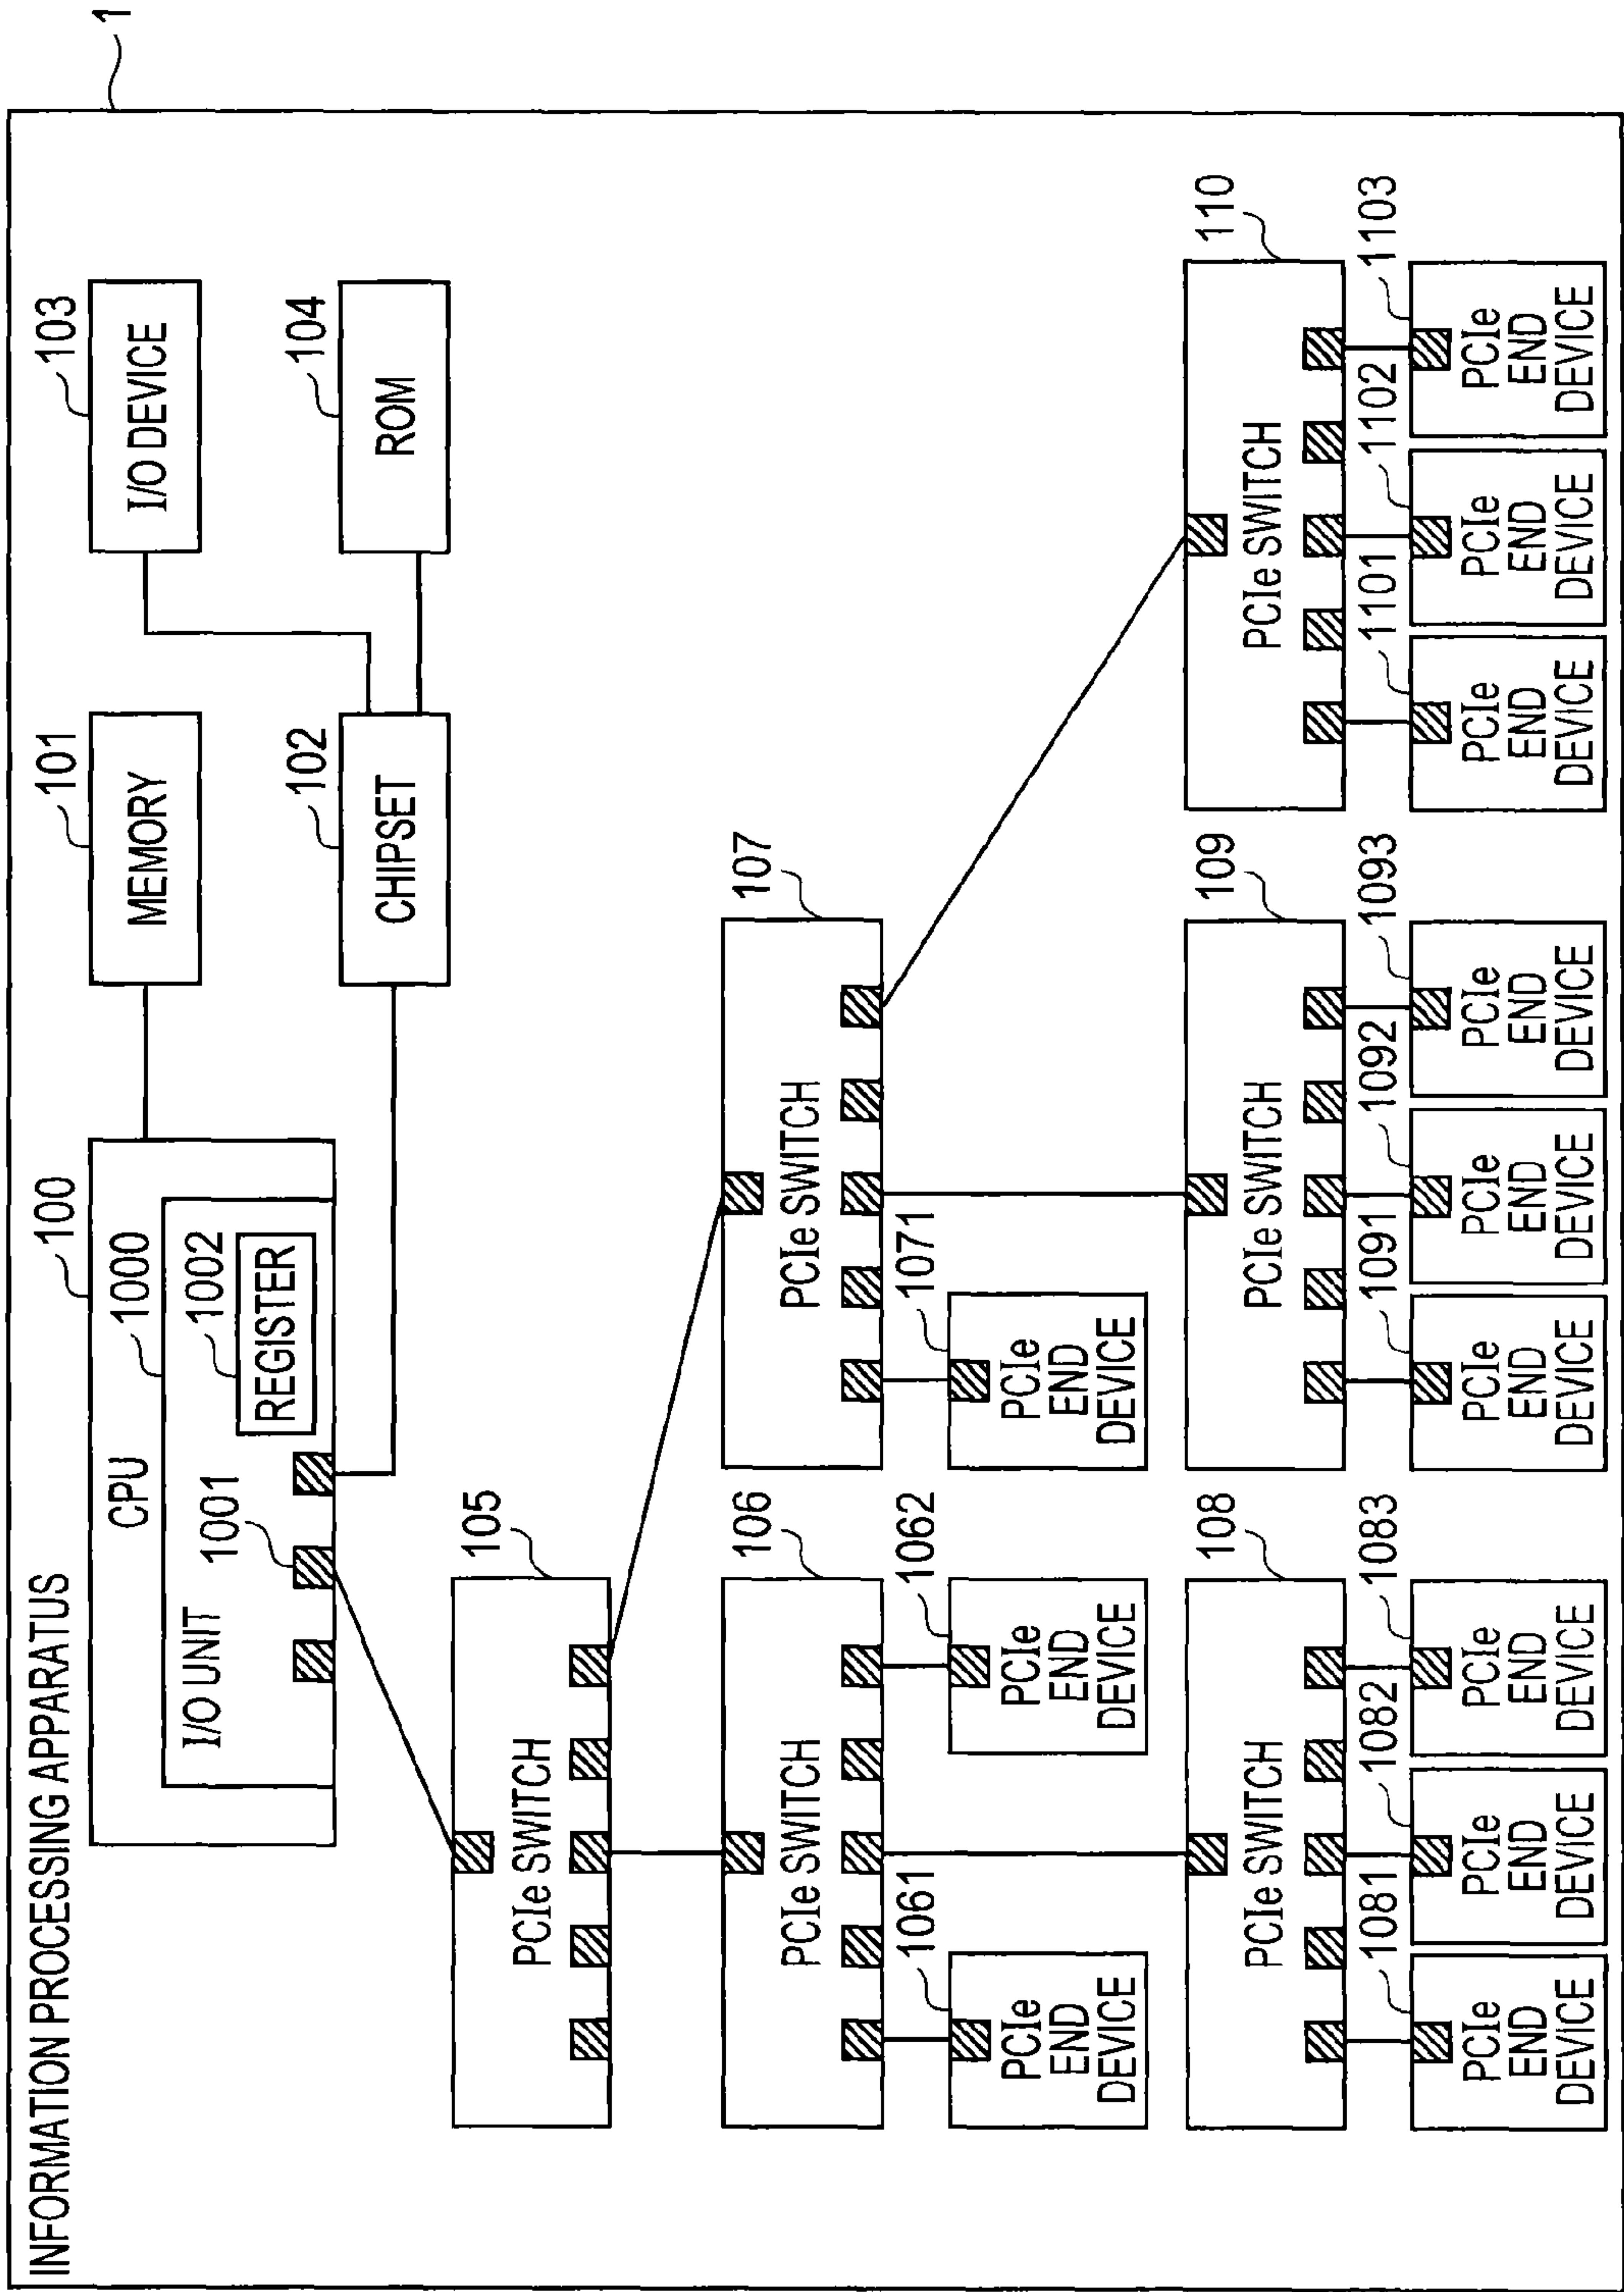 INFORMATION PROCESSING APPARATUS
1
100
CPU
1000
I/O UNIT
1001
1002
REGISTER
101
MEMORY
103
I/O DEVICE
102
CHIPSET
104
ROM
105
PCIe SWITCH
106
PCIe SWITCH
107
PCIe SWITCH
1061
PCIe
END
DEVICE
1062
PCIe
END
DEVICE
1071
PCIe
END
DEVICE
108
PCIe SWITCH
109
PCIe SWITCH
110
PCIe SWITCH
1081
PCIe
END
DEVICE
1082
PCIe
END
DEVICE
1083
PCIe
END
DEVICE
1091
PCIe
END
DEVICE
1092
PCIe
END
DEVICE
1093
PCIe
END
DEVICE
1101
PCIe
END
DEVICE
1102
PCIe
END
DEVICE
1103
PCIe
END
DEVICE